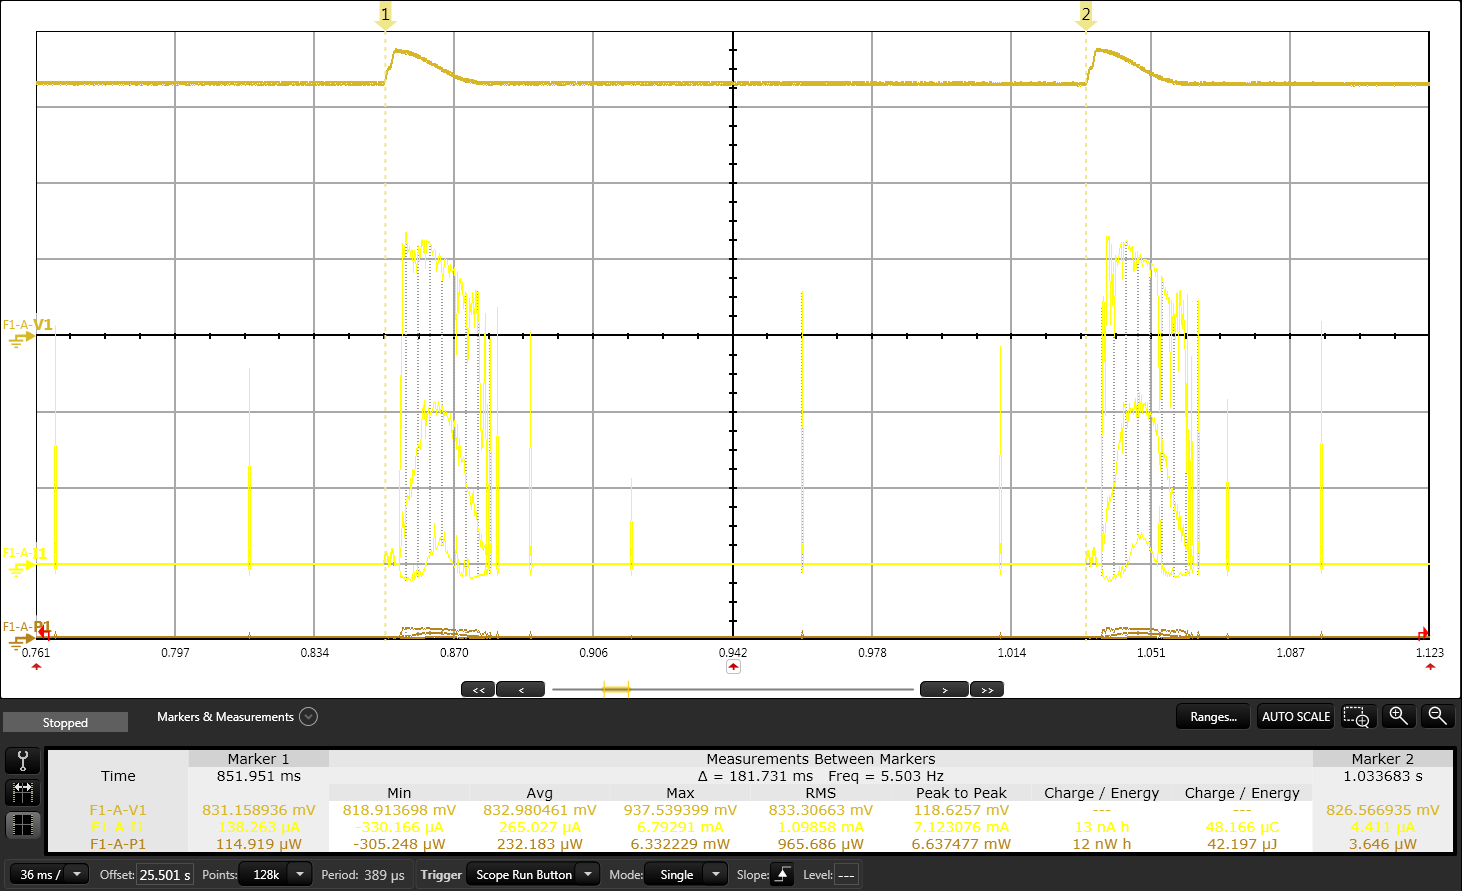 1
2
F1-A-V1
F1-A-I1
F1-A-P1
0.761
0.797
0.834
0.870
0.906
0.942
0.978
1.014
1.051
1.087
1.123
<<
<
>
>>
Stopped
Markers & Measurements
Ranges...
AUTO SCALE
Marker 1
Measurements Between Markers
Marker 2
Time
851.951 ms
Δ = 181.731 ms Freq = 5.503 Hz
1.033683 s
Min
Avg
Max
RMS
Peak to Peak
Charge / Energy
Charge / Energy
F1-A-V1
831.158936 mV
818.913698 mV
832.980461 mV
937.539399 mV
833.30663 mV
118.6257 mV
---
---
826.566935 mV
F1-A-I1
138.263 µA
-330.166 µA
265.027 µA
6.79291 mA
1.09858 mA
7.123076 mA
13 nA h
48.166 µC
4.411 µA
F1-A-P1
114.919 µW
-305.248 µW
232.183 µW
6.332229 mW
965.686 µW
6.637477 mW
12 nW h
42.197 µJ
3.646 µW
36 ms /
Offset: 25.501 s
Points: 128k
Period: 389 µs
Trigger
Scope Run Button
Mode: Single
Slope:
Level: ---